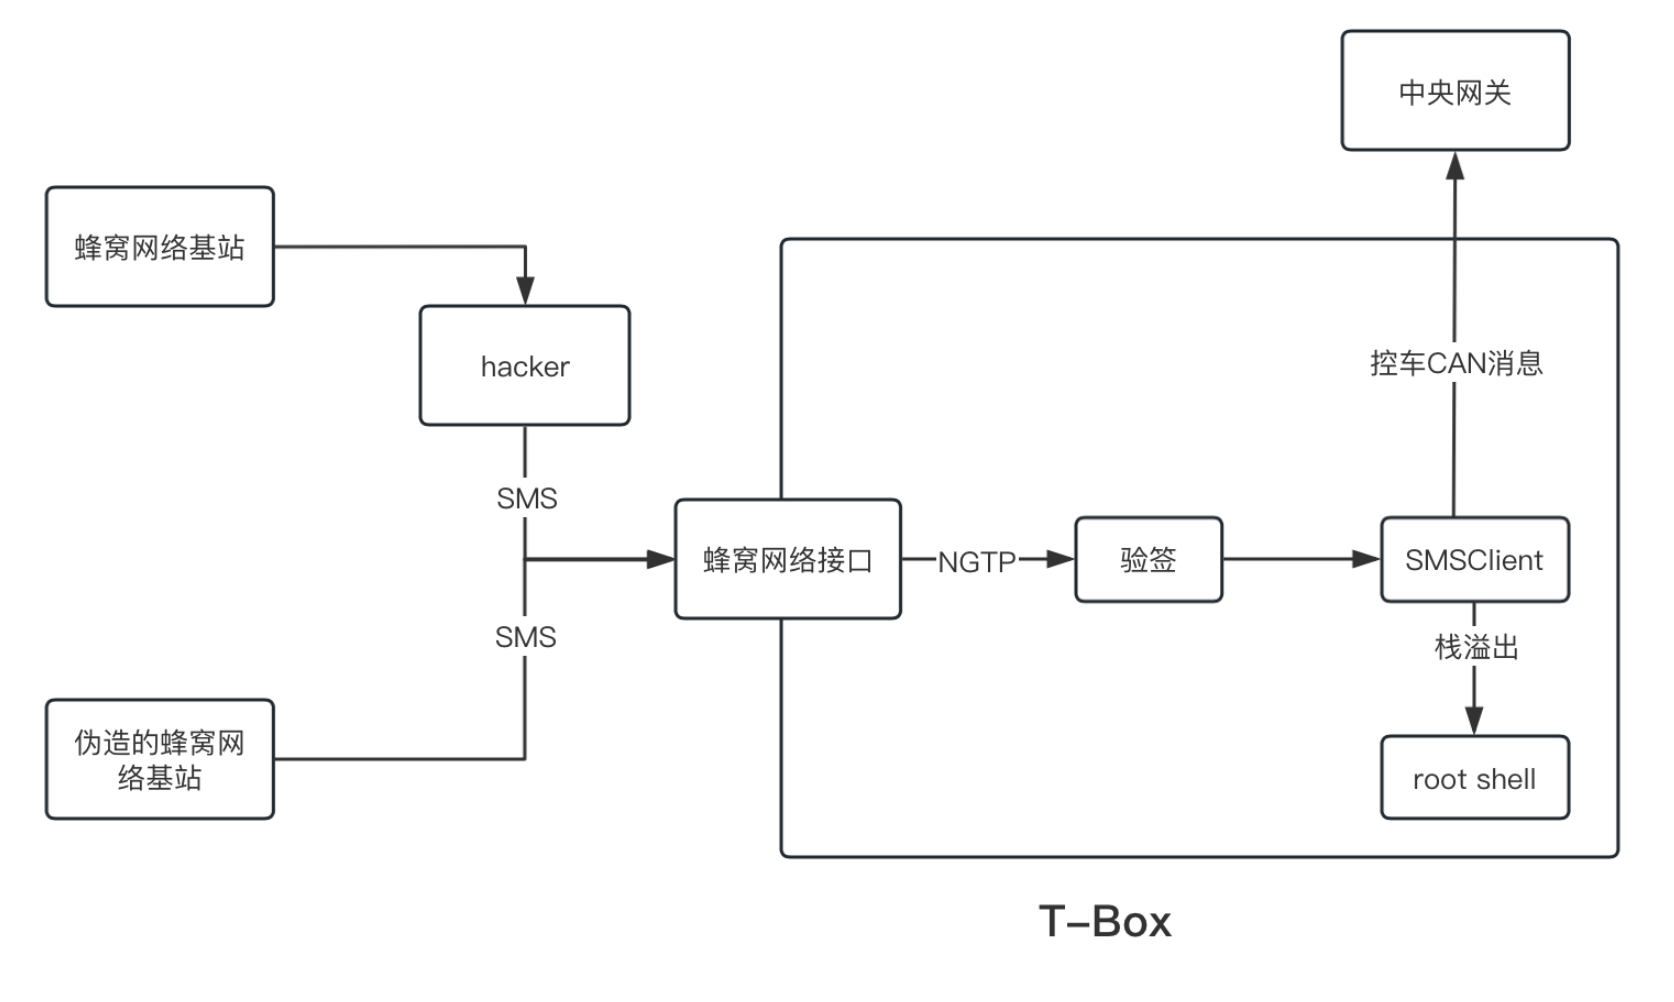 中央网关
蜂窝网络基站
hacker
控车CAN消息
SMS
蜂窝网络接口
NGTP
验签
SMSClient
SMS
栈溢出
伪造的蜂窝网
络基站
root shell
T-Box